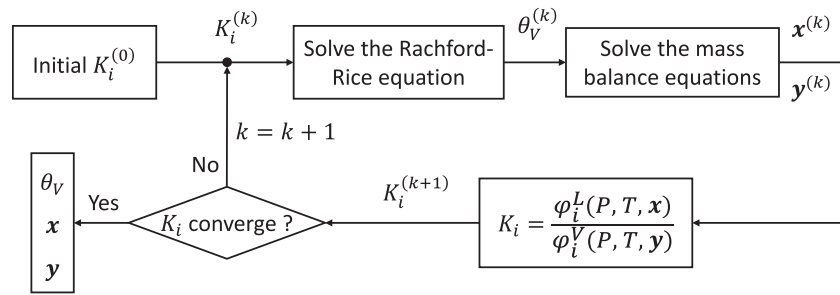 Initial K_i^(0)
K_i^(k)
Solve the Rachford-
Rice equation
θ_V^(k)
Solve the mass
balance equations
x^(k)
y^(k)
k = k + 1
No
Yes
θ_V
x
y
K_i converge ?
K_i^(k+1)
K_i = φ_i^L(P, T, x) / φ_i^V(P, T, y)